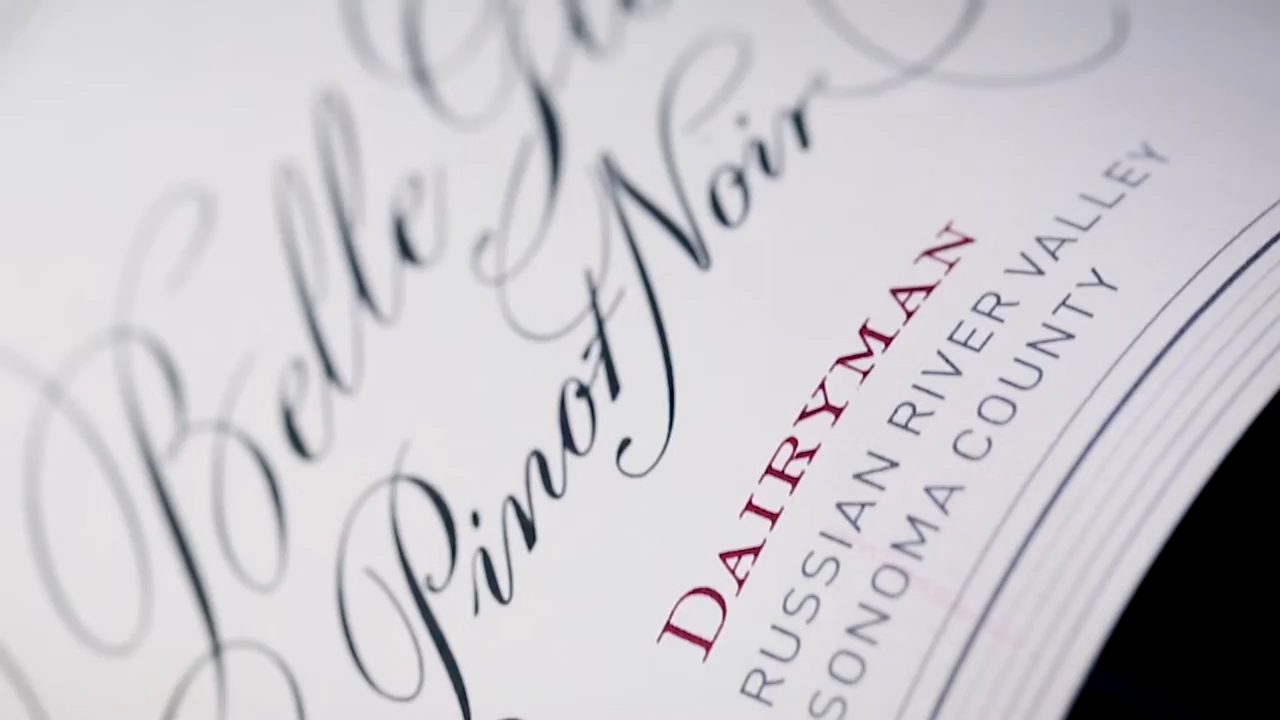 Belle
Pinot Noir
DAIRYMAN
RUSSIAN RIVER VALLEY
SONOMA COUNTY